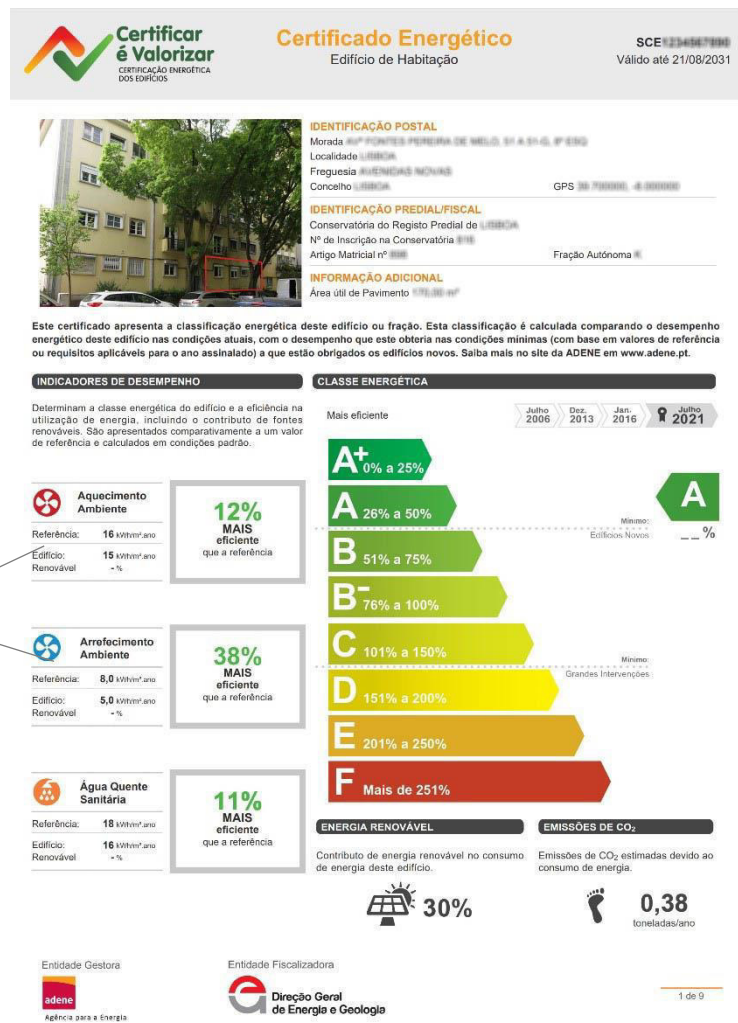 Certificar
é Valorizar
CERTIFICAÇÃO ENERGÉTICA
DOS EDIFÍCIOS
Certificado Energético
Edifício de Habitação
SCE
Válido até 21/08/2031
IDENTIFICAÇÃO POSTAL
Morada
Localidade
Freguesia
Concelho
GPS
IDENTIFICAÇÃO PREDIAL/FISCAL
Conservatória do Registo Predial de
Nº de Inscrição na Conservatória
Artigo Matricial nº
Fração Autónoma
INFORMAÇÃO ADICIONAL
Área útil de Pavimento
Este certificado apresenta a classificação energética deste edifício ou fração. Esta classificação é calculada comparando o desempenho
energético deste edifício nas condições atuais, com o desempenho que este obteria nas condições mínimas (com base em valores de referência
ou requisitos aplicáveis para o ano assinalado) a que estão obrigados os edifícios novos. Saiba mais no site da ADENE em www.adene.pt.
INDICADORES DE DESEMPENHO
Determinam a classe energética do edifício e a eficiência na
utilização de energia, incluindo o contributo de fontes
renováveis. São apresentados comparativamente a um valor
de referência e calculados em condições padrão.
Aquecimento
Ambiente
Referência: 16 kWh/m².ano
Edifício: 15 kWh/m².ano
Renovável - %
12%
MAIS
eficiente
que a referência
Arrefecimento
Ambiente
Referência: 8,0 kWh/m².ano
Edifício: 5,0 kWh/m².ano
Renovável - %
38%
MAIS
eficiente
que a referência
Água Quente
Sanitária
Referência: 18 kWh/m².ano
Edifício: 16 kWh/m².ano
Renovável - %
11%
MAIS
eficiente
que a referência
CLASSE ENERGÉTICA
Mais eficiente
Julho
2006
Dez.
2013
Jan.
2016
Julho
2021
A+ 0% a 25%
A 26% a 50%
B 51% a 75%
B- 76% a 100%
C 101% a 150%
D 151% a 200%
E 201% a 250%
F Mais de 251%
A
Mínimo:
Edifícios Novos
_ _ %
Mínimo:
Grandes Intervenções
ENERGIA RENOVÁVEL
Contributo de energia renovável no consumo
de energia deste edifício.
30%
EMISSÕES DE CO₂
Emissões de CO₂ estimadas devido ao
consumo de energia.
0,38
toneladas/ano
Entidade Gestora
adene
Agência para a Energia
Entidade Fiscalizadora
Direção Geral
de Energia e Geologia
1 de 9